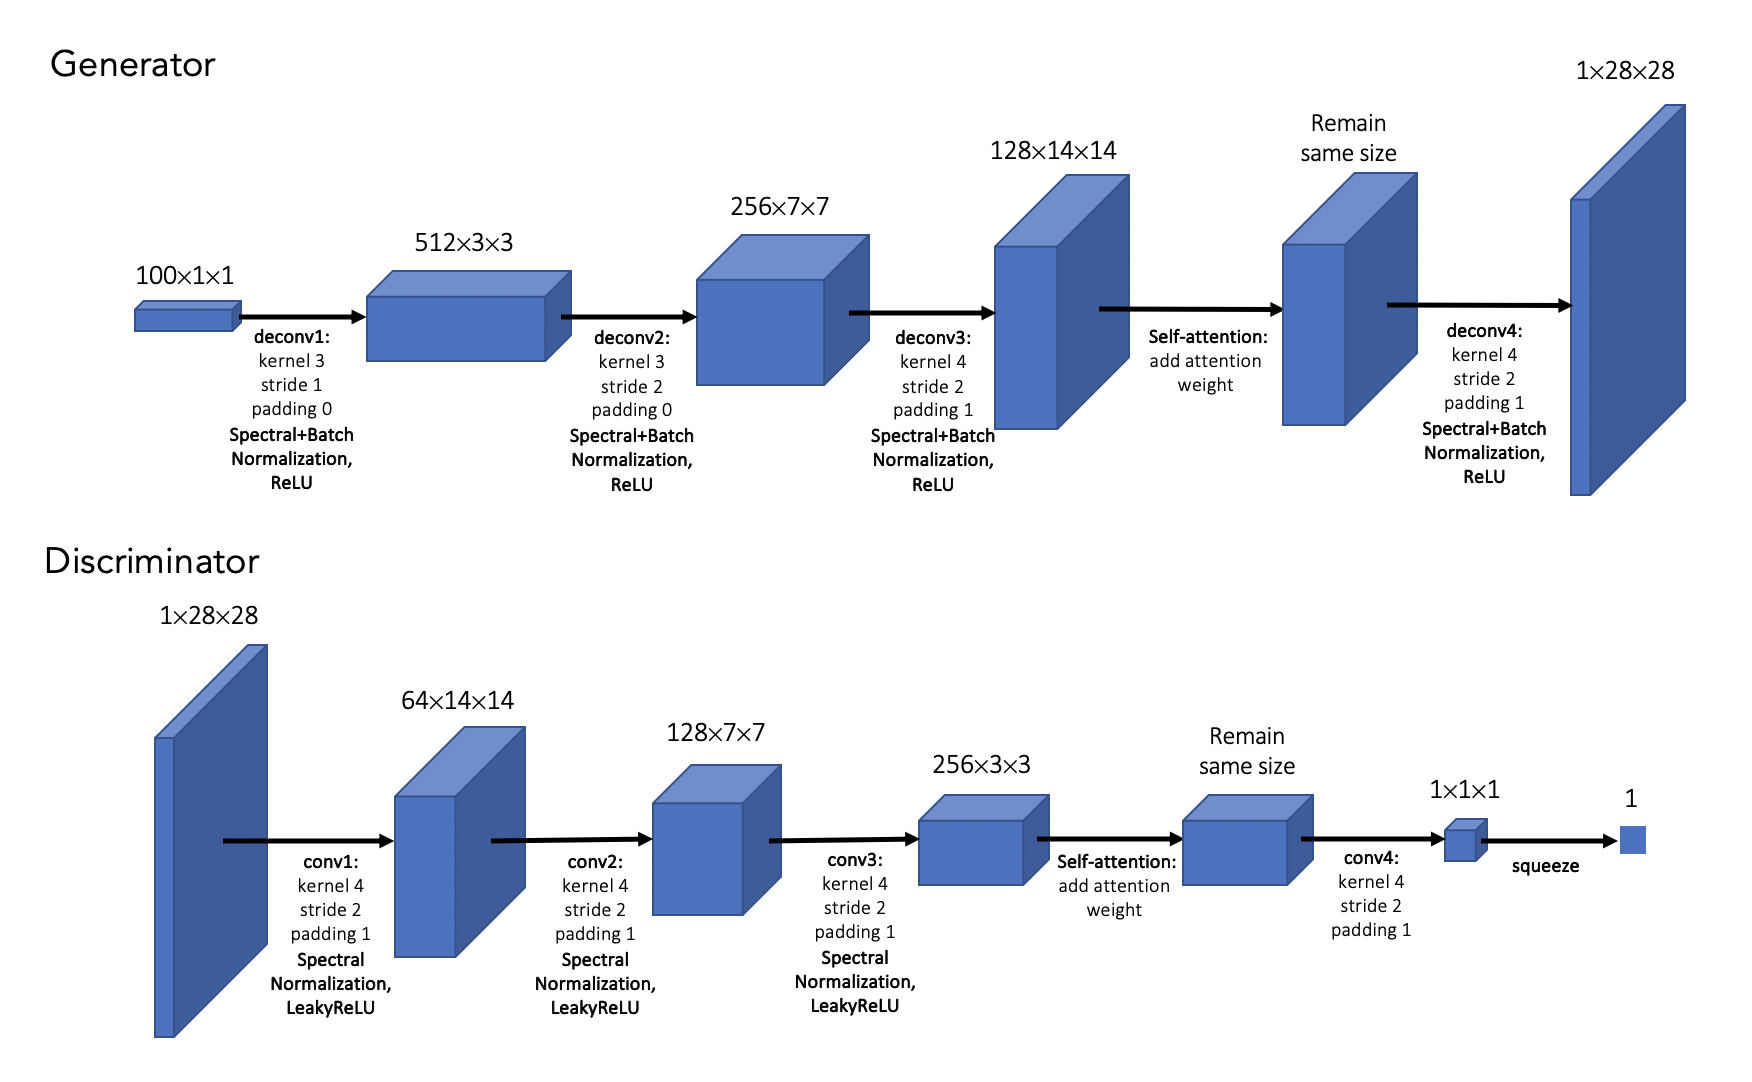 Generator
100×1×1
deconv1:
kernel 3
stride 1
padding 0
Spectral+Batch
Normalization,
ReLU
512×3×3
deconv2:
kernel 3
stride 2
padding 0
Spectral+Batch
Normalization,
ReLU
256×7×7
deconv3:
kernel 4
stride 2
padding 1
Spectral+Batch
Normalization,
ReLU
128×14×14
Self-attention:
add attention
weight
Remain
same size
deconv4:
kernel 4
stride 2
padding 1
Spectral+Batch
Normalization,
ReLU
1×28×28
Discriminator
1×28×28
conv1:
kernel 4
stride 2
padding 1
Spectral
Normalization,
LeakyReLU
64×14×14
conv2:
kernel 4
stride 2
padding 1
Spectral
Normalization,
LeakyReLU
128×7×7
conv3:
kernel 4
stride 2
padding 1
Spectral
Normalization,
LeakyReLU
256×3×3
Self-attention:
add attention
weight
Remain
same size
conv4:
kernel 4
stride 2
padding 1
1×1×1
squeeze
1